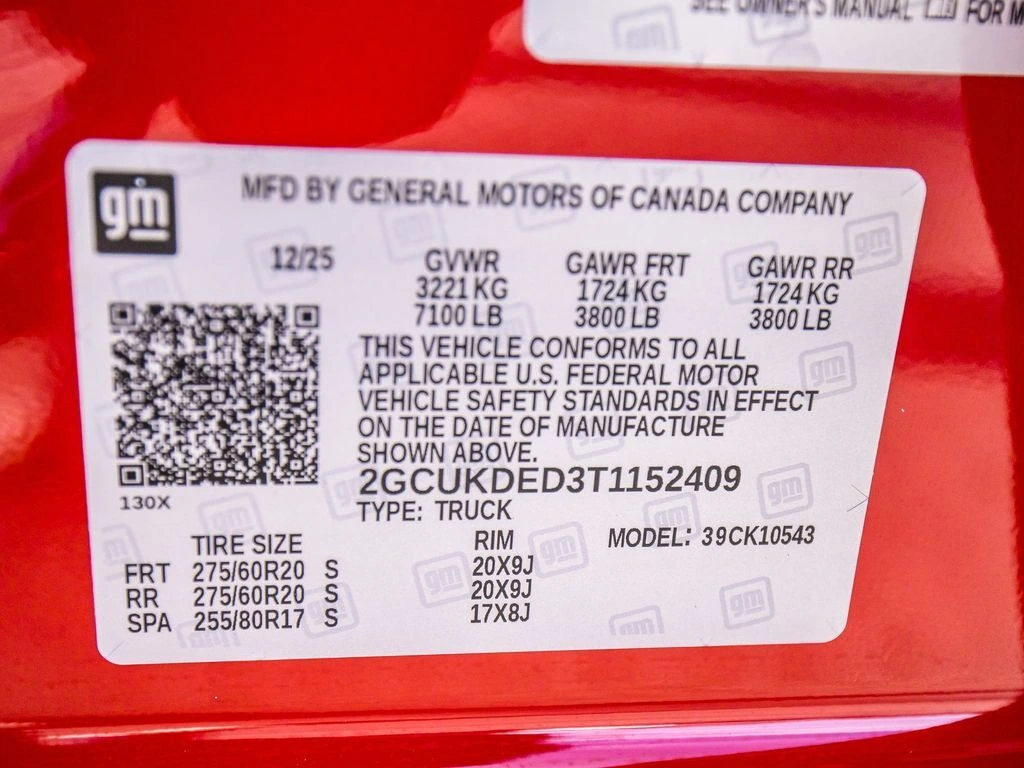 SEE OWNER'S MANUAL FOR M
gm
MFD BY GENERAL MOTORS OF CANADA COMPANY
12/25 GVWR GAWR FRT GAWR RR
3221 KG 1724 KG 1724 KG
7100 LB 3800 LB 3800 LB
THIS VEHICLE CONFORMS TO ALL
APPLICABLE U.S. FEDERAL MOTOR
VEHICLE SAFETY STANDARDS IN EFFECT
ON THE DATE OF MANUFACTURE
SHOWN ABOVE.
2GCUKDED3T1152409
130X
TYPE: TRUCK
TIRE SIZE RIM MODEL: 39CK10543
FRT 275/60R20 S 20X9J
RR 275/60R20 S 20X9J
SPA 255/80R17 S 17X8J